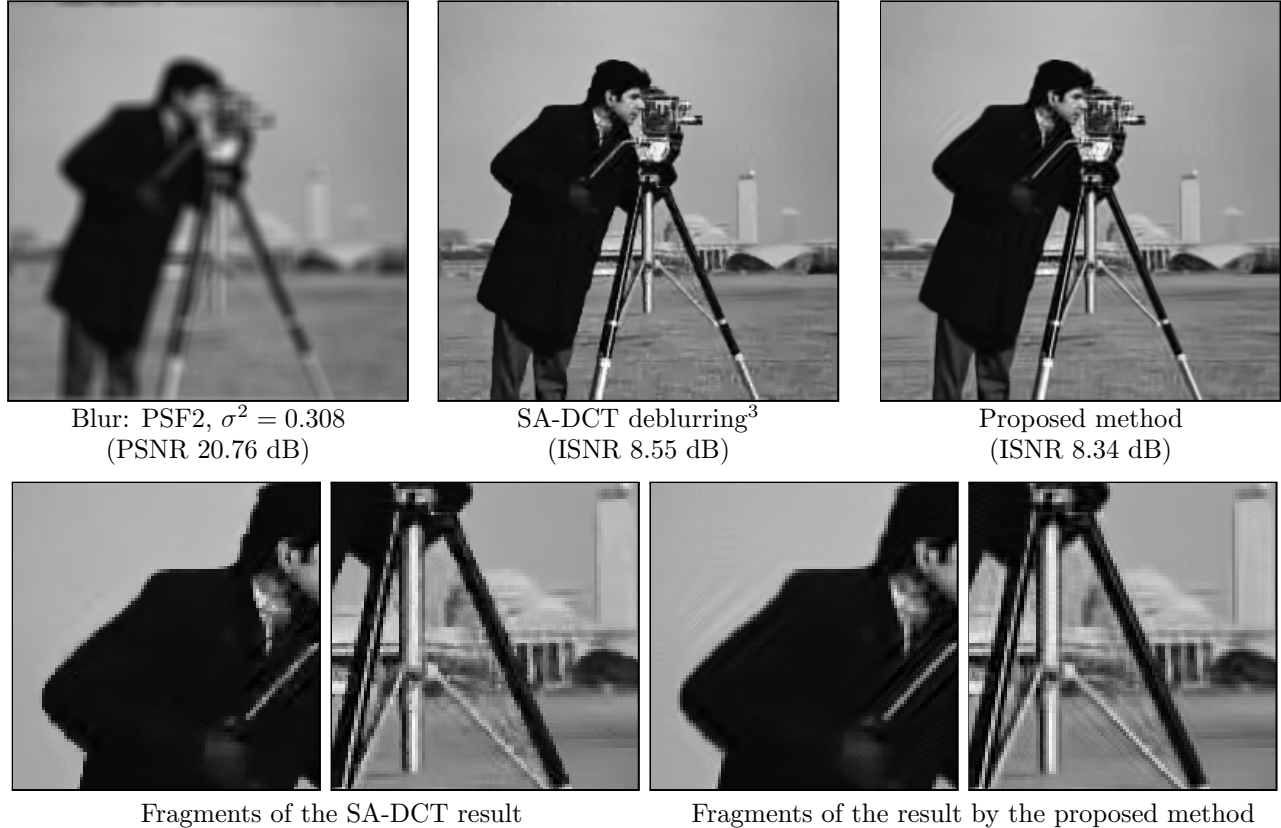 Blur: PSF2, σ² = 0.308
(PSNR 20.76 dB)
SA-DCT deblurring³
(ISNR 8.55 dB)
Proposed method
(ISNR 8.34 dB)
Fragments of the SA-DCT result
Fragments of the result by the proposed method